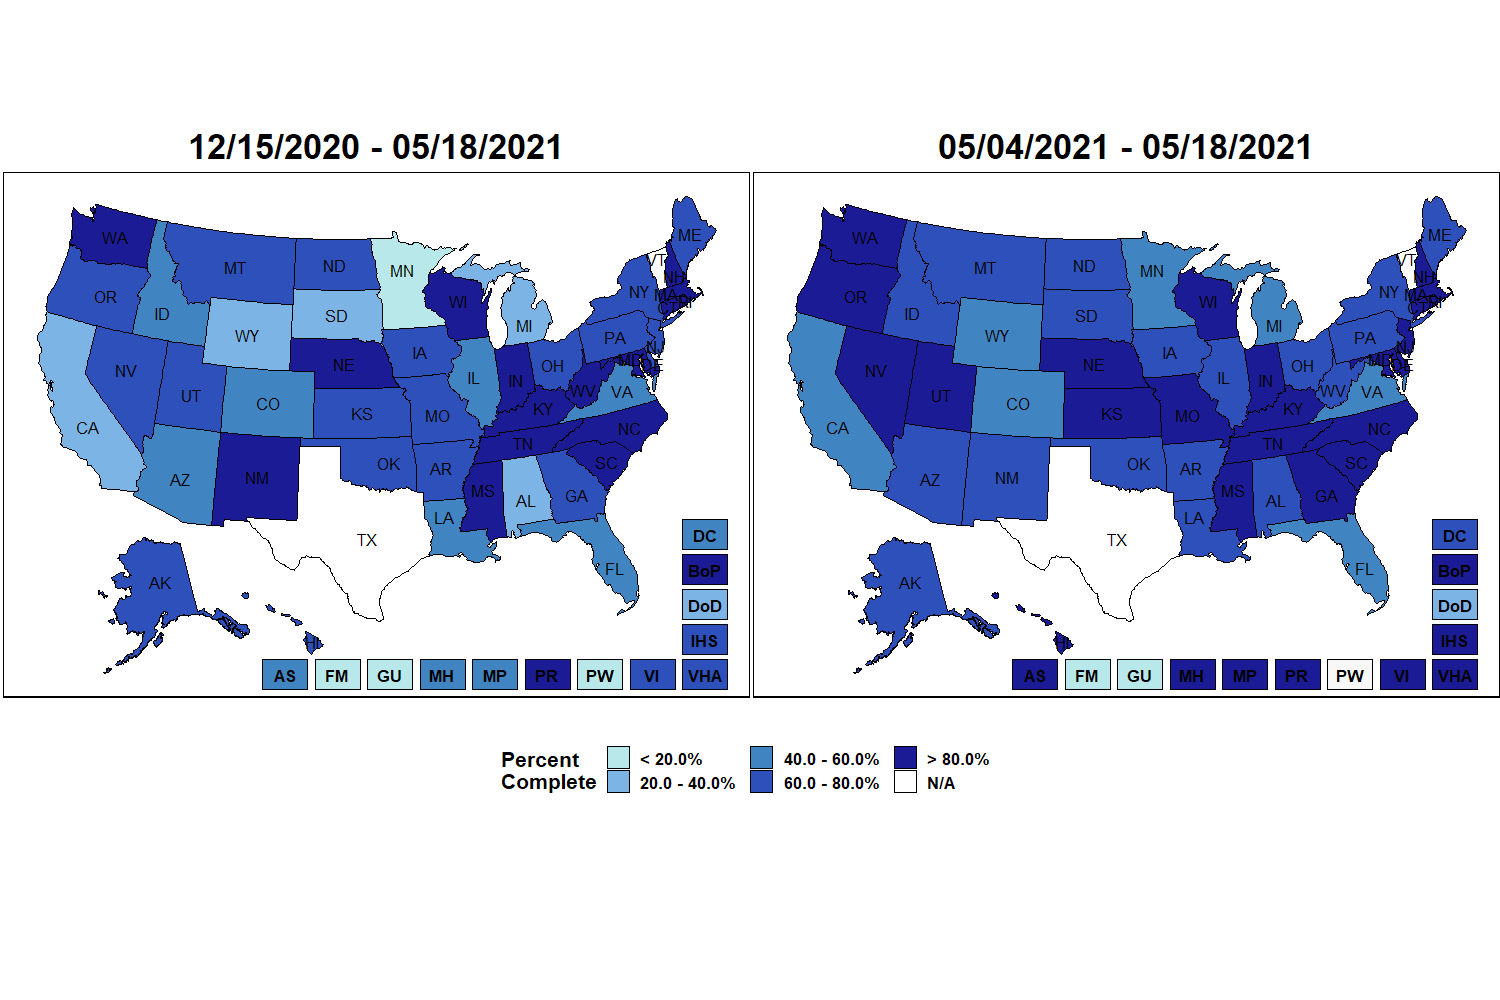 12/15/2020 - 05/18/2021
WA
MT
ND
MN
ME
VT
NH
OR
ID
WY
SD
WI
MI
NY
MA
CT
RI
NV
UT
CO
NE
IA
IL
IN
OH
PA
NJ
MD
DE
CA
KS
MO
KY
WV
VA
AZ
NM
OK
AR
TN
NC
SC
MS
AL
GA
TX
LA
FL
AK
HI
DC
BoP
DoD
IHS
AS FM GU MH MP PR PW VI VHA
05/04/2021 - 05/18/2021
WA
MT
ND
MN
ME
VT
NH
OR
ID
WY
SD
WI
MI
NY
MA
CT
RI
NV
UT
CO
NE
IA
IL
IN
OH
PA
NJ
MD
DE
CA
KS
MO
KY
WV
VA
AZ
NM
OK
AR
TN
NC
SC
MS
AL
GA
TX
LA
FL
AK
HI
DC
BoP
DoD
IHS
AS FM GU MH MP PR PW VI VHA
Percent
Complete
< 20.0%
20.0 - 40.0%
40.0 - 60.0%
60.0 - 80.0%
> 80.0%
N/A